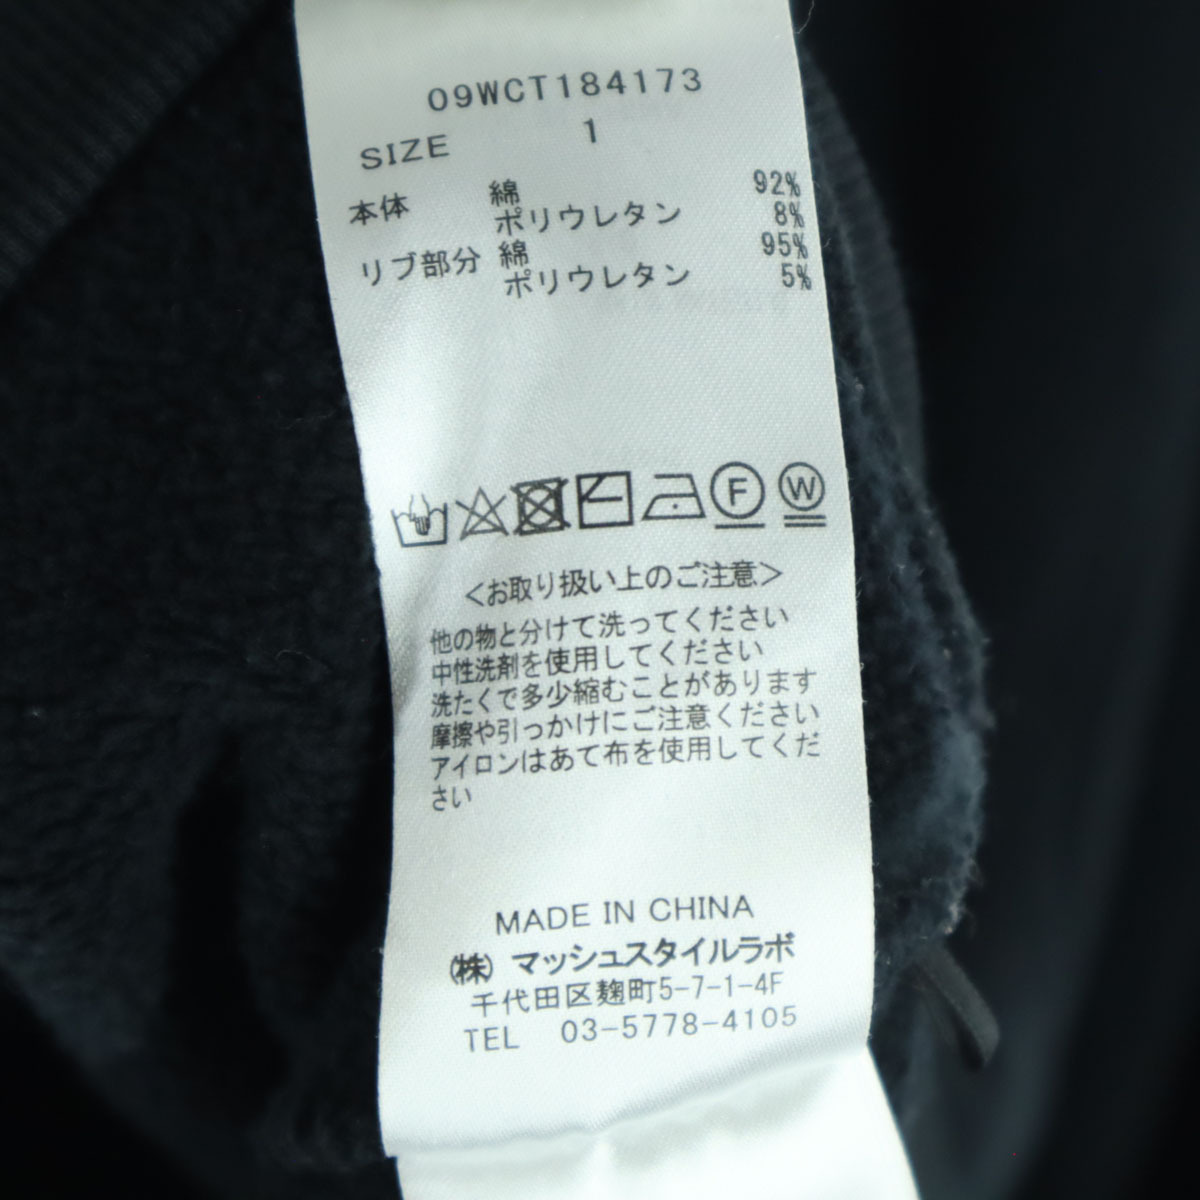 09WCT184173
SIZE 1
本体 綿 92%
ポリウレタン 8%
リブ部分 綿 95%
ポリウレタン 5%
F W
<お取り扱い上のご注意>
他の物と分けて洗ってください
中性洗剤を使用してください
洗たくで多少縮むことがあります
摩擦や引っかけにご注意ください
アイロンはあて布を使用してくだ
さい
MADE IN CHINA
(株) マッシュスタイルラボ
千代田区麹町5-7-1-4F
TEL 03-5778-4105